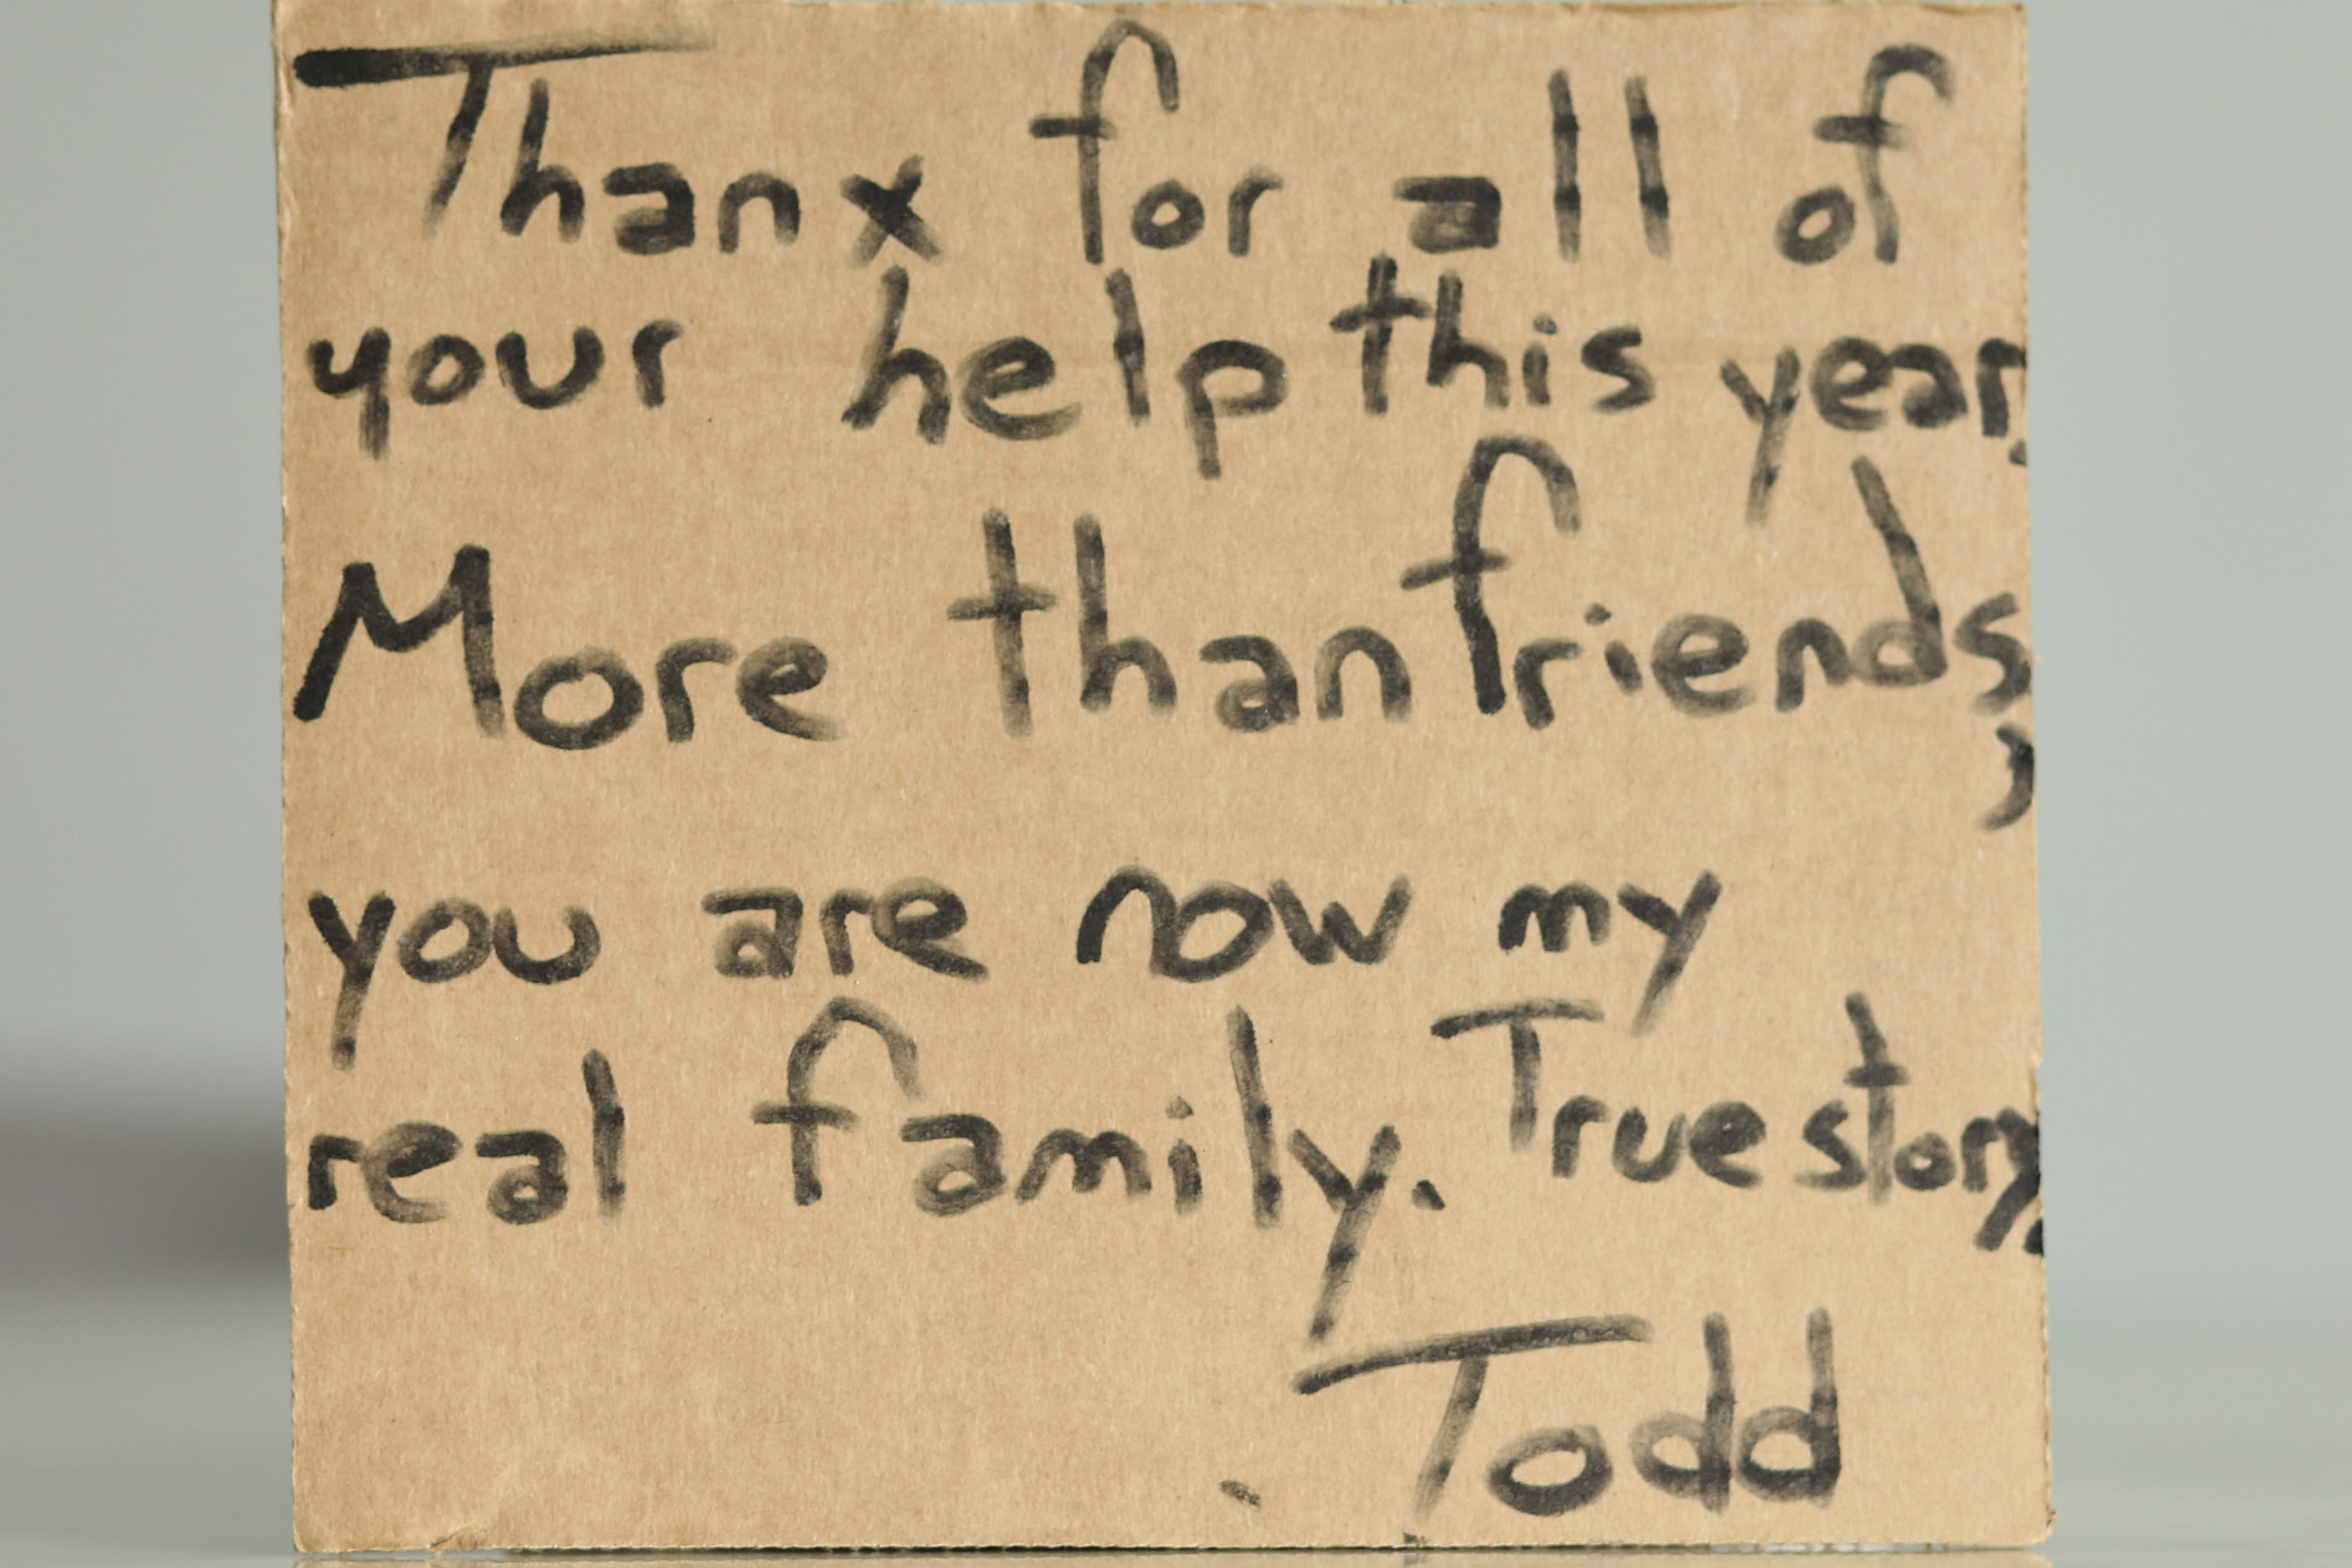 Thanx for all of
your help this year.
More than friends,
you are now my
real family. True story.
Todd